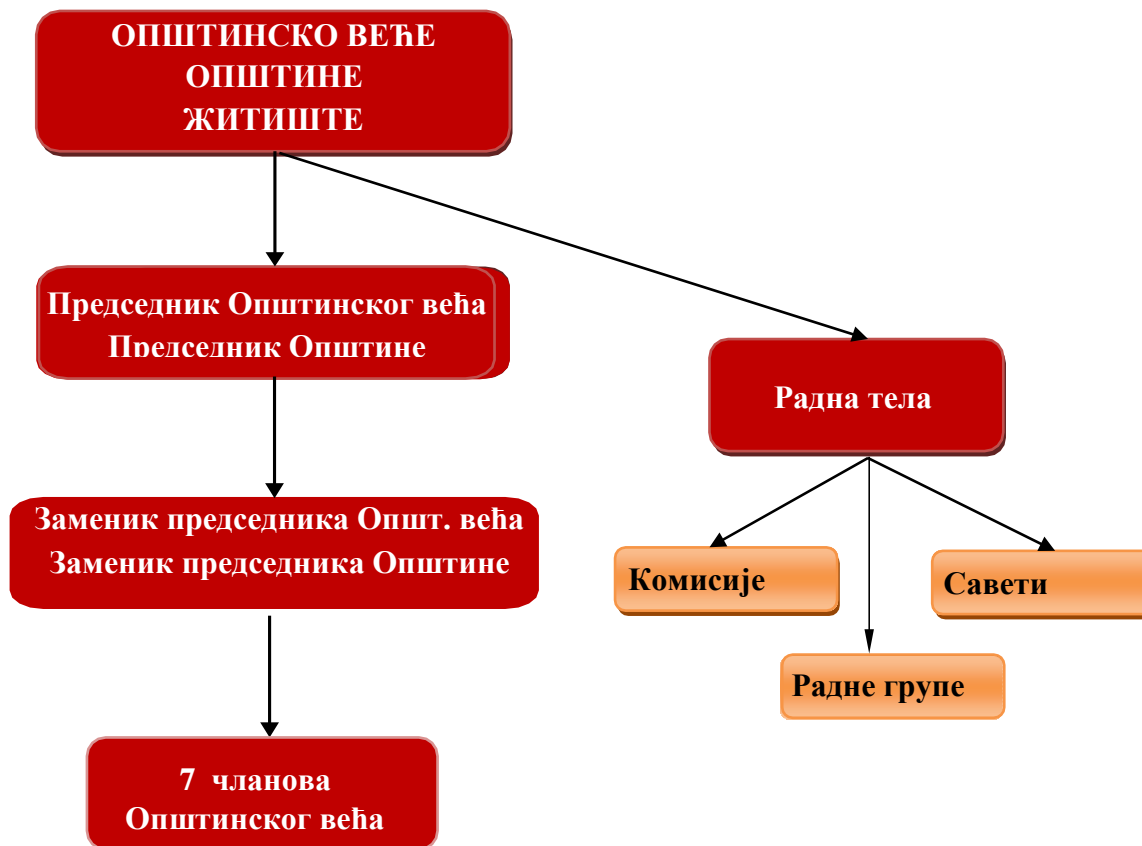 ОПШТИНСКО ВЕЋЕ
ОПШТИНЕ
ЖИТИШТЕ
Председник Општинског већа
Председник Општине
Заменик председника Општ. већа
Заменик председника Општине
7 чланова
Општинског већа
Радна тела
Комисије
Савети
Радне групе